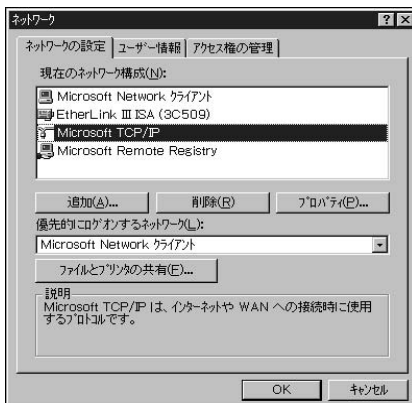 ネットワーク
ネットワークの設定 ユーザー情報 アクセス権の管理
現在のネットワーク構成(N):
Microsoft Network クライアント
EtherLink III ISA (3C509)
Microsoft TCP/IP
Microsoft Remote Registry
追加(A)... 削除(R) プロパティ(P)...
優先的にログオンするネットワーク(L):
Microsoft Network クライアント
ファイルとプリンタの共有(F)...
説明
Microsoft TCP/IP は、インターネットや WAN への接続時に使用
するプロトコルです。
OK キャンセル